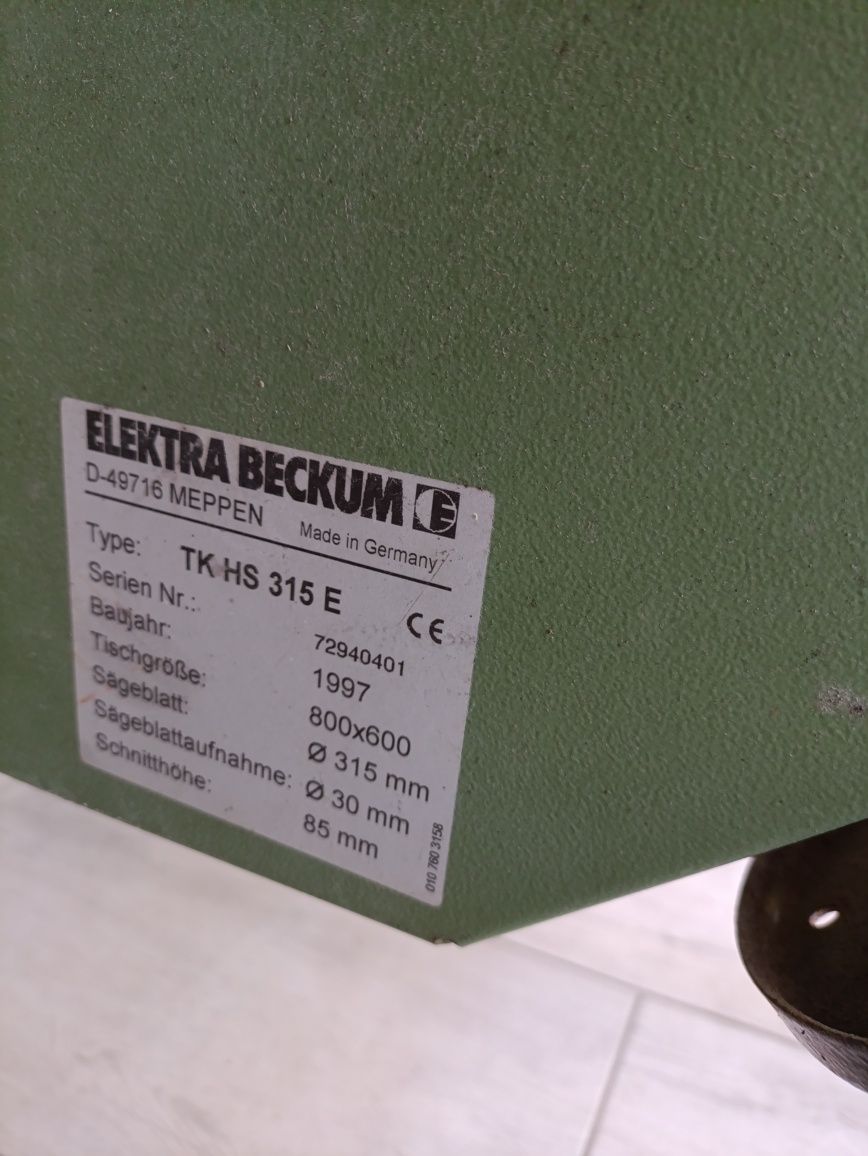 ELEKTRA BECKUM E
D-49716 MEPPEN Made in Germany
Type: TK HS 315 E
CE
Serien Nr.: 72940401
Baujahr: 1997
Tischgröße: 800x600
Sägeblatt: Ø 315 mm
Sägeblattaufnahme: Ø 30 mm
Schnitthöhe: 85 mm
010 760 3158